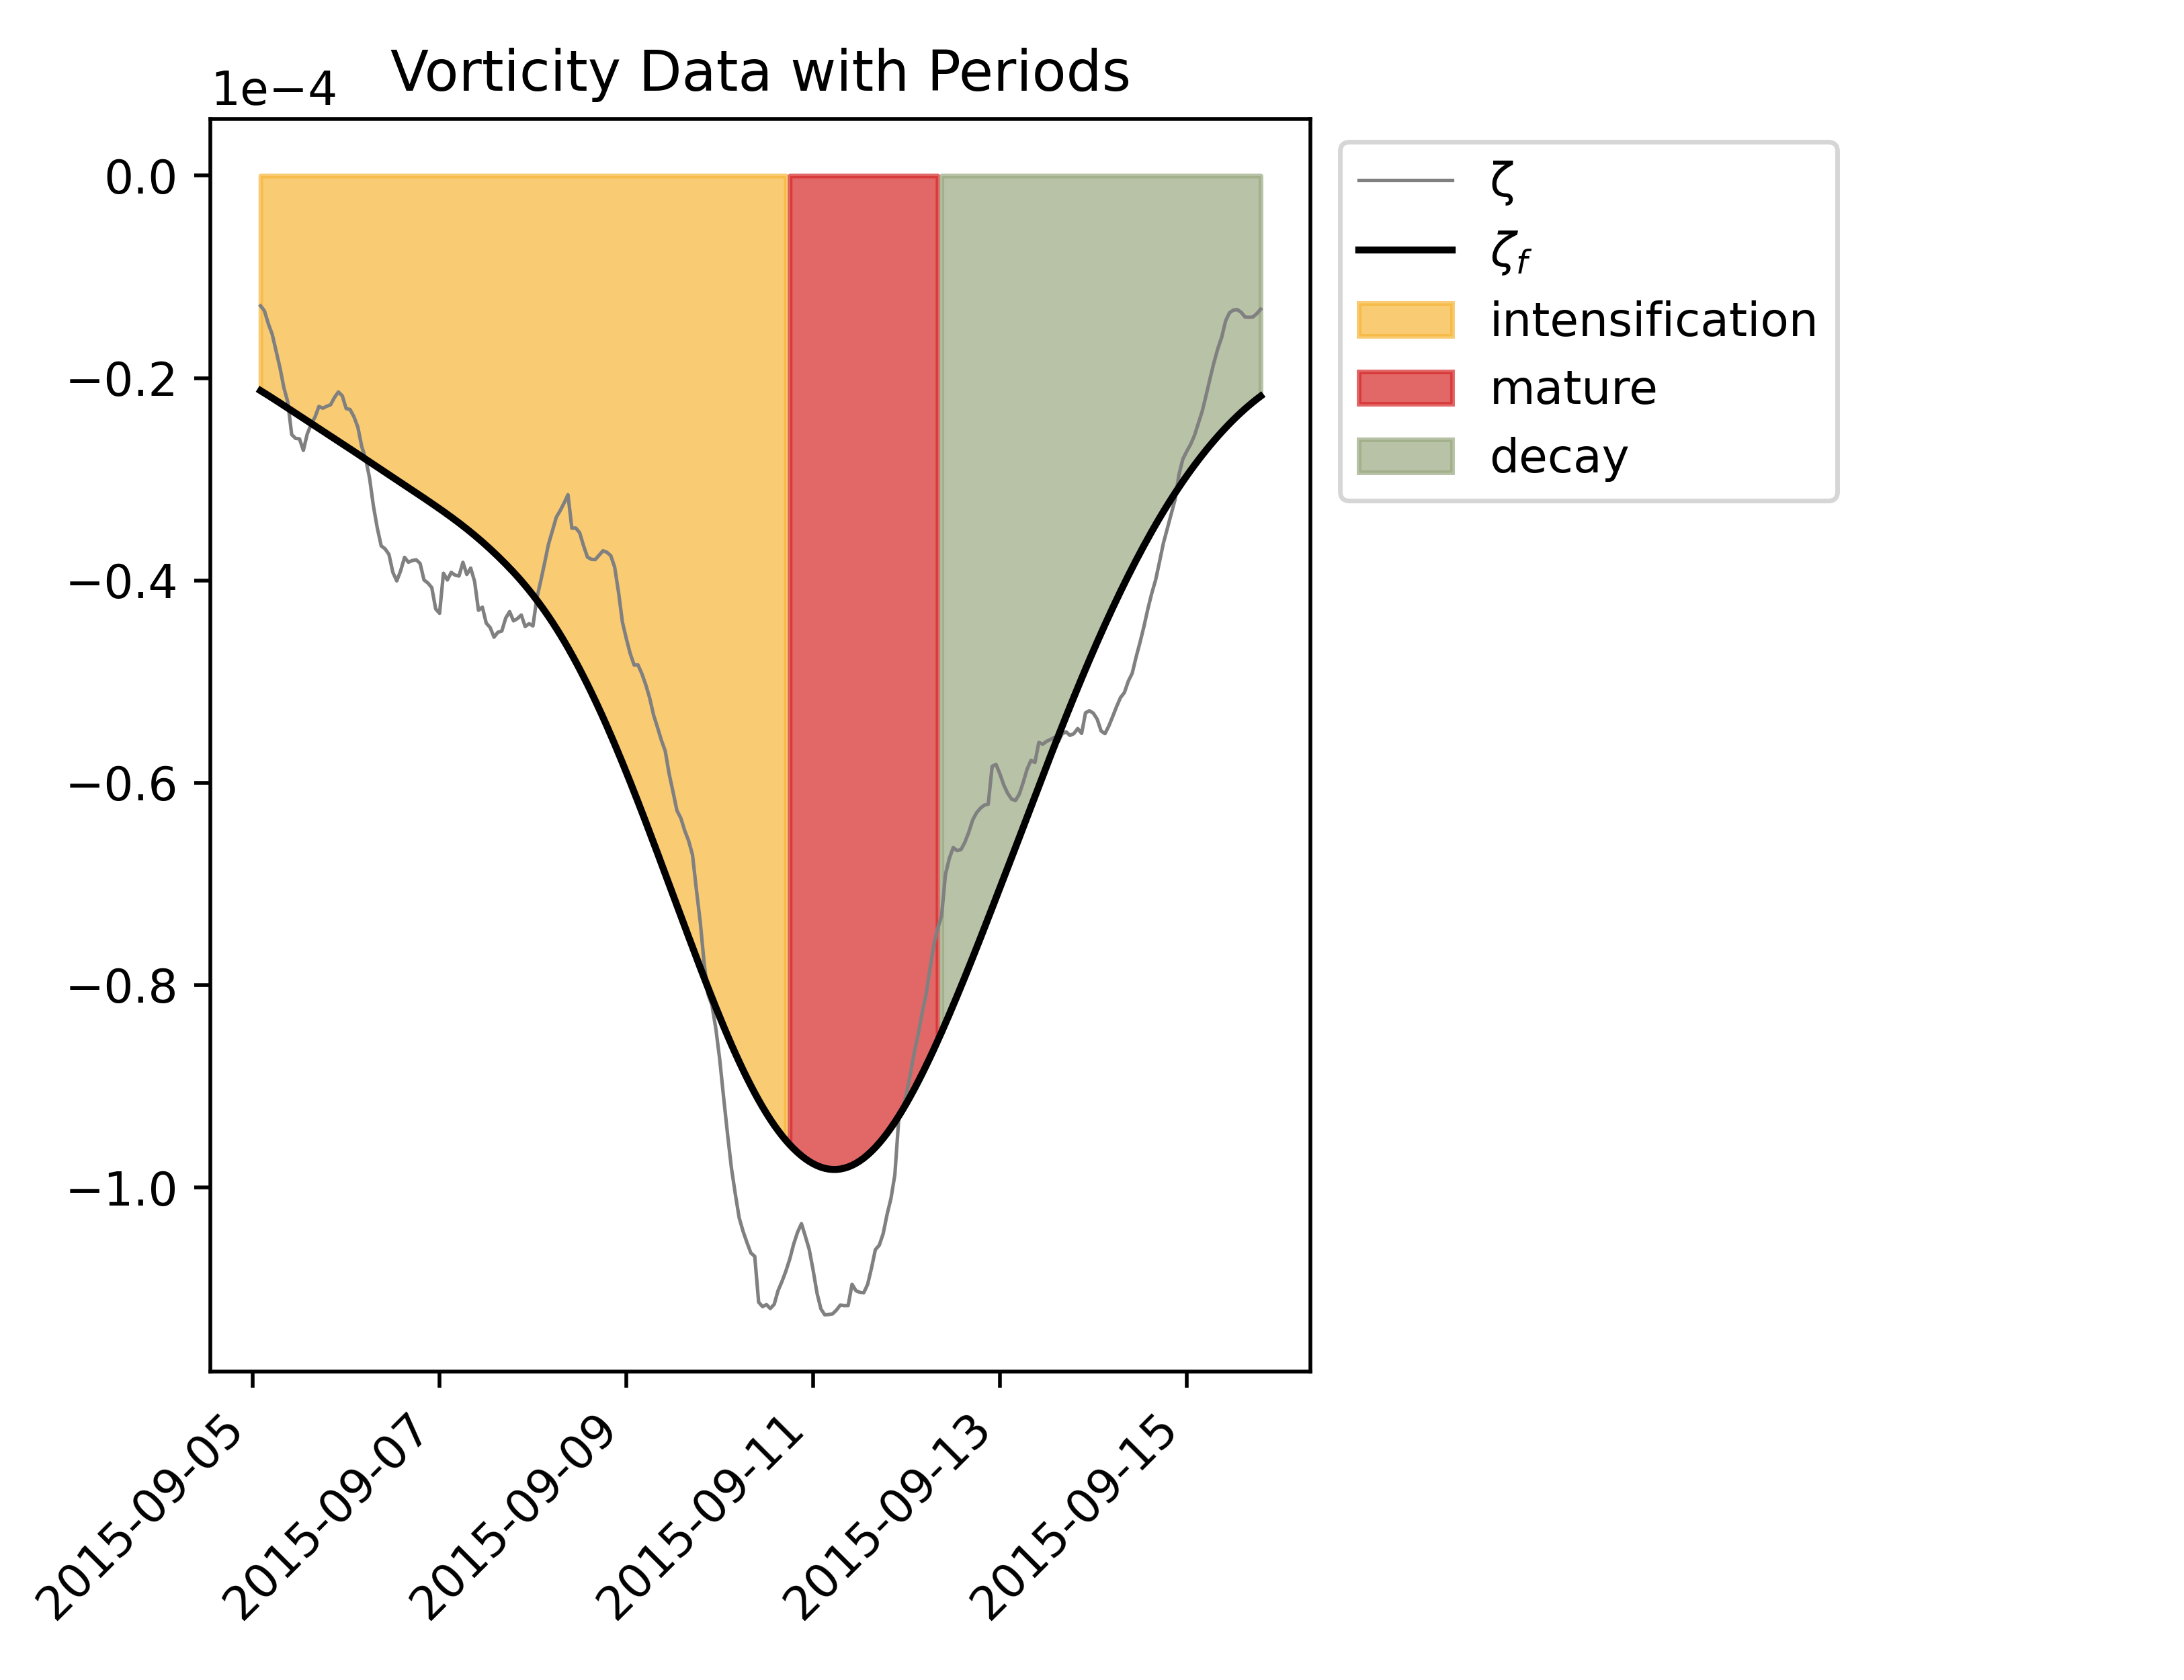 Vorticity Data with Periods
1e−4
0.0
−0.2
−0.4
−0.6
−0.8
−1.0
2015-09-05
2015-09-07
2015-09-09
2015-09-11
2015-09-13
2015-09-15
ζ
ζf
intensification
mature
decay